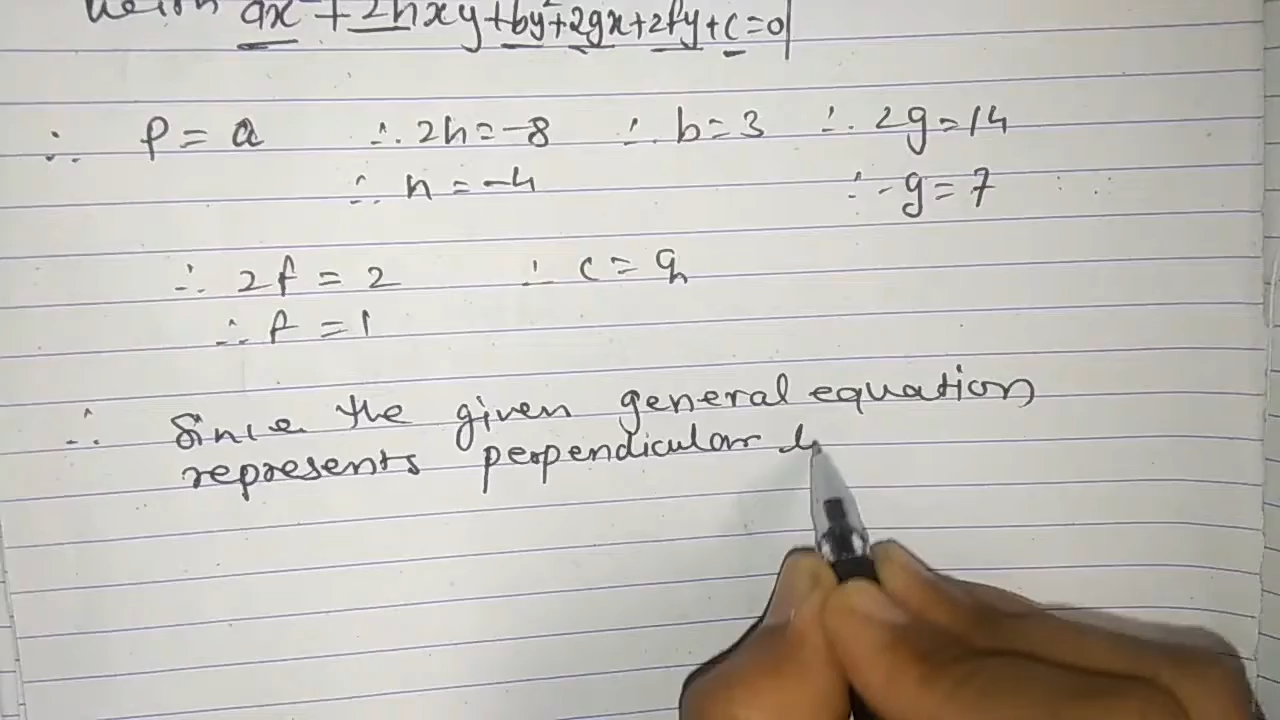 ax² + 2hxy + by² + 2gx + 2fy + c = 0
∴ P = a ∴ 2h = -8 ∴ b = 3 ∴ 2g = 14
∴ h = -4 ∴ g = 7
∴ 2f = 2 ∴ c = q
∴ f = 1
∴ Since the given general equation
represents perpendicular